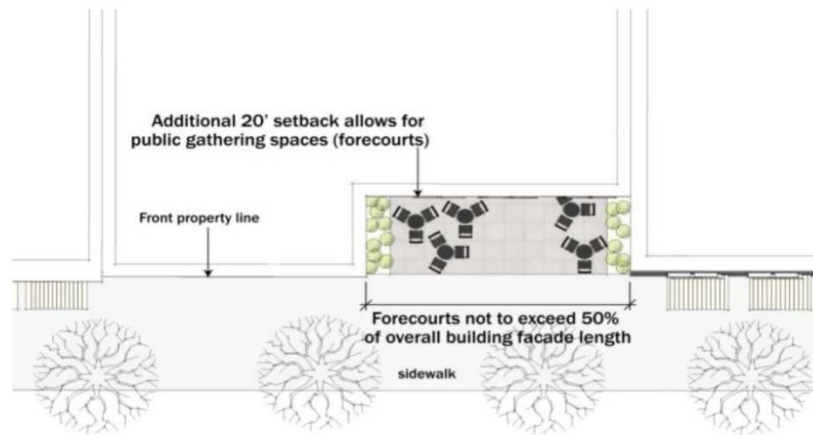 Additional 20' setback allows for
public gathering spaces (forecourts)
Front property line
Forecourts not to exceed 50%
of overall building facade length
sidewalk